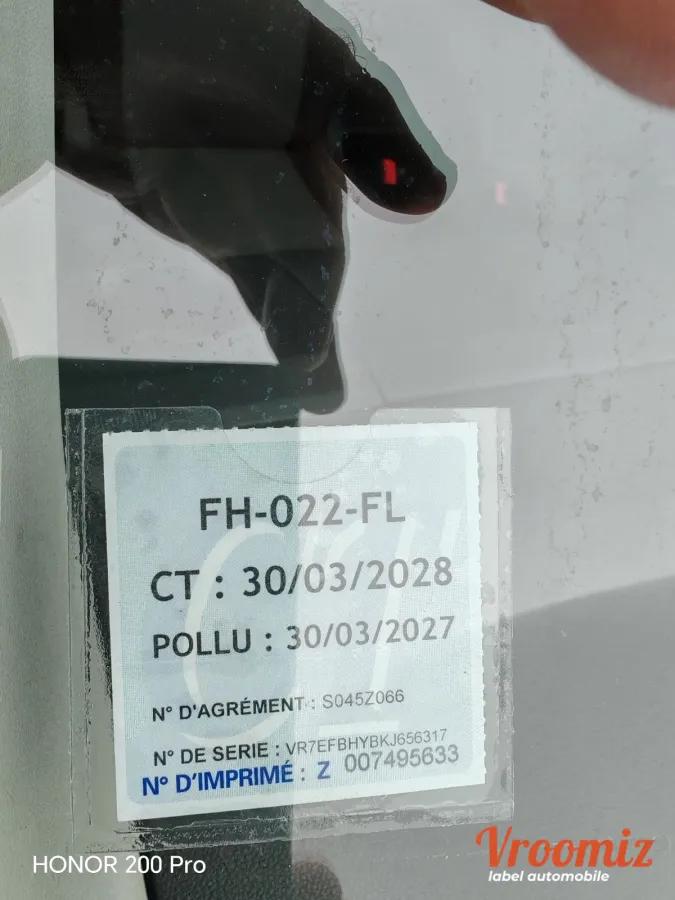 FH-022-FL
CT : 30/03/2028
POLLU : 30/03/2027
N° D'AGRÉMENT : S045Z066
N° DE SERIE : VR7EFBHYBKJ656317
N° D'IMPRIMÉ : Z 007495633
HONOR 200 Pro
Vroomiz
label automobile